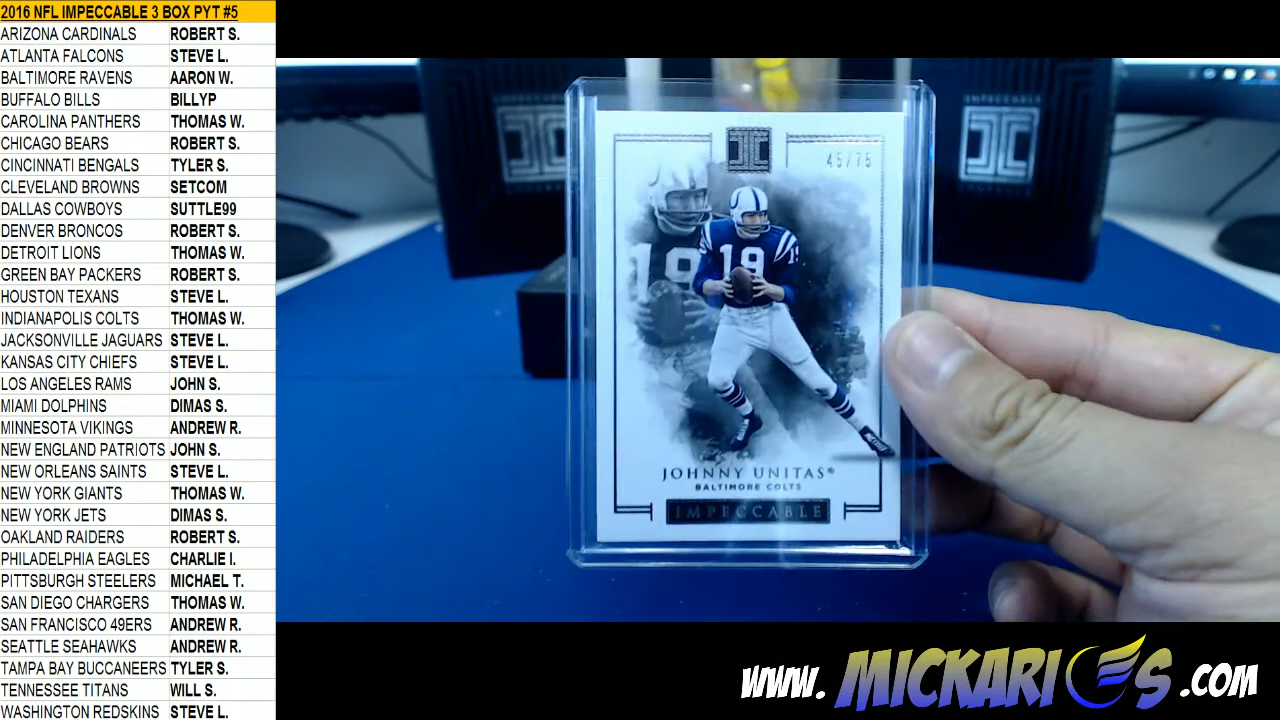 2016 NFL IMPECCABLE 3 BOX PYT #5
ARIZONA CARDINALS ROBERT S.
ATLANTA FALCONS STEVE L.
BALTIMORE RAVENS AARON W.
BUFFALO BILLS BILLYP
CAROLINA PANTHERS THOMAS W.
CHICAGO BEARS ROBERT S.
CINCINNATI BENGALS TYLER S.
CLEVELAND BROWNS SETCOM
DALLAS COWBOYS SUTTLE99
DENVER BRONCOS ROBERT S.
DETROIT LIONS THOMAS W.
GREEN BAY PACKERS ROBERT S.
HOUSTON TEXANS STEVE L.
INDIANAPOLIS COLTS THOMAS W.
JACKSONVILLE JAGUARS STEVE L.
KANSAS CITY CHIEFS STEVE L.
LOS ANGELES RAMS JOHN S.
MIAMI DOLPHINS DIMAS S.
MINNESOTA VIKINGS ANDREW R.
NEW ENGLAND PATRIOTS JOHN S.
NEW ORLEANS SAINTS STEVE L.
NEW YORK GIANTS THOMAS W.
NEW YORK JETS DIMAS S.
OAKLAND RAIDERS ROBERT S.
PHILADELPHIA EAGLES CHARLIE I.
PITTSBURGH STEELERS MICHAEL T.
SAN DIEGO CHARGERS THOMAS W.
SAN FRANCISCO 49ERS ANDREW R.
SEATTLE SEAHAWKS ANDREW R.
TAMPA BAY BUCCANEERS TYLER S.
TENNESSEE TITANS WILL S.
WASHINGTON REDSKINS STEVE L.
45/75
19
19
JOHNNY UNITAS®
BALTIMORE COLTS
IMPECCABLE
www.MICKARIES.com